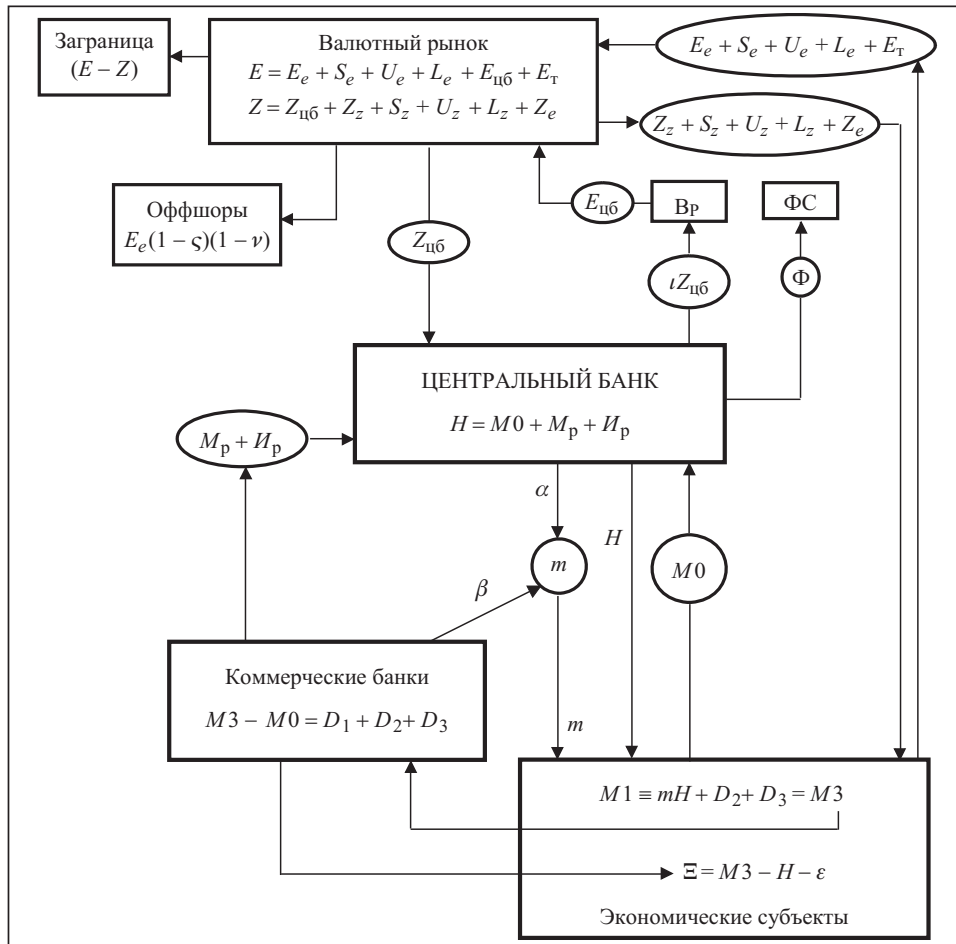 Заграница
(E – Z)
Валютный рынок
E = E_e + S_e + U_e + L_e + E_цб + E_т
Z = Z_цб + Z_z + S_z + U_z + L_z + Z_e
E_e + S_e + U_e + L_e + E_т
Z_z + S_z + U_z + L_z + Z_e
Оффшоры
E_e(1 – ς)(1 – ν)
Z_цб
E_цб
Вр
ФС
ιZ_цб
Ф
ЦЕНТРАЛЬНЫЙ БАНК
H = M0 + M_р + И_р
M_р + И_р
α
H
m
M0
β
Коммерческие банки
M3 – M0 = D_1 + D_2 + D_3
m
M1 ≡ mH + D_2 + D_3 = M3
Ξ = M3 – H – ε
Экономические субъекты